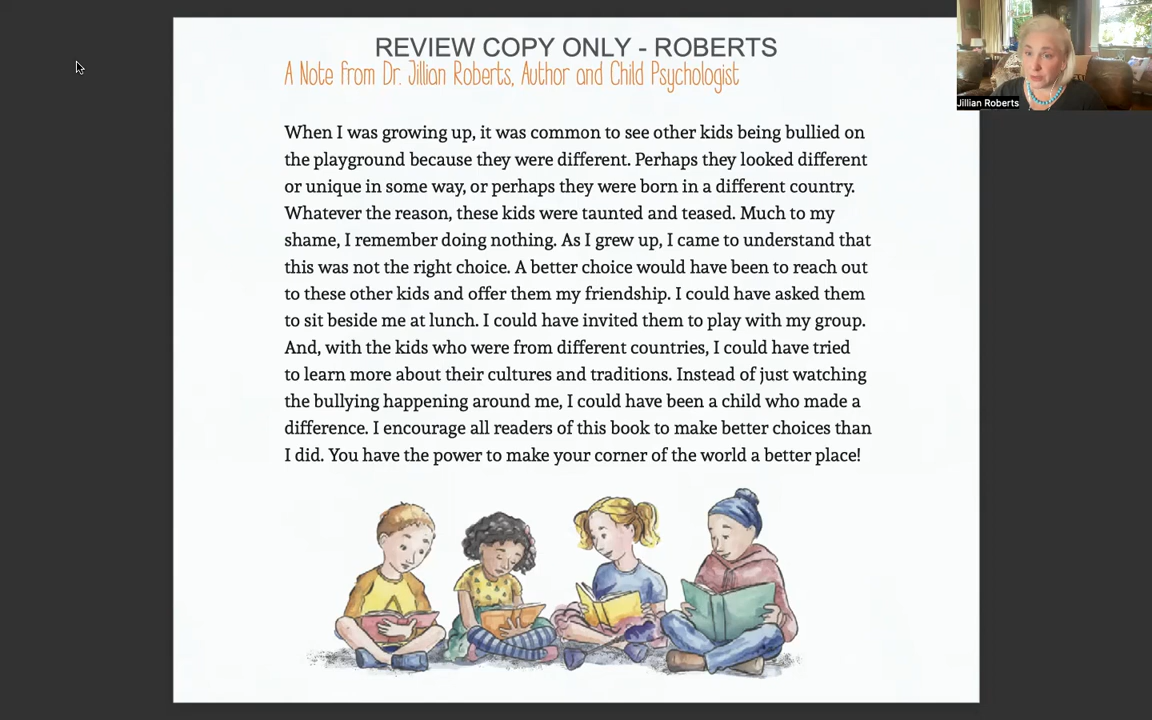 REVIEW COPY ONLY - ROBERTS
A Note from Dr. Jillian Roberts, Author and Child Psychologist
Jillian Roberts
When I was growing up, it was common to see other kids being bullied on
the playground because they were different. Perhaps they looked different
or unique in some way, or perhaps they were born in a different country.
Whatever the reason, these kids were taunted and teased. Much to my
shame, I remember doing nothing. As I grew up, I came to understand that
this was not the right choice. A better choice would have been to reach out
to these other kids and offer them my friendship. I could have asked them
to sit beside me at lunch. I could have invited them to play with my group.
And, with the kids who were from different countries, I could have tried
to learn more about their cultures and traditions. Instead of just watching
the bullying happening around me, I could have been a child who made a
difference. I encourage all readers of this book to make better choices than
I did. You have the power to make your corner of the world a better place!